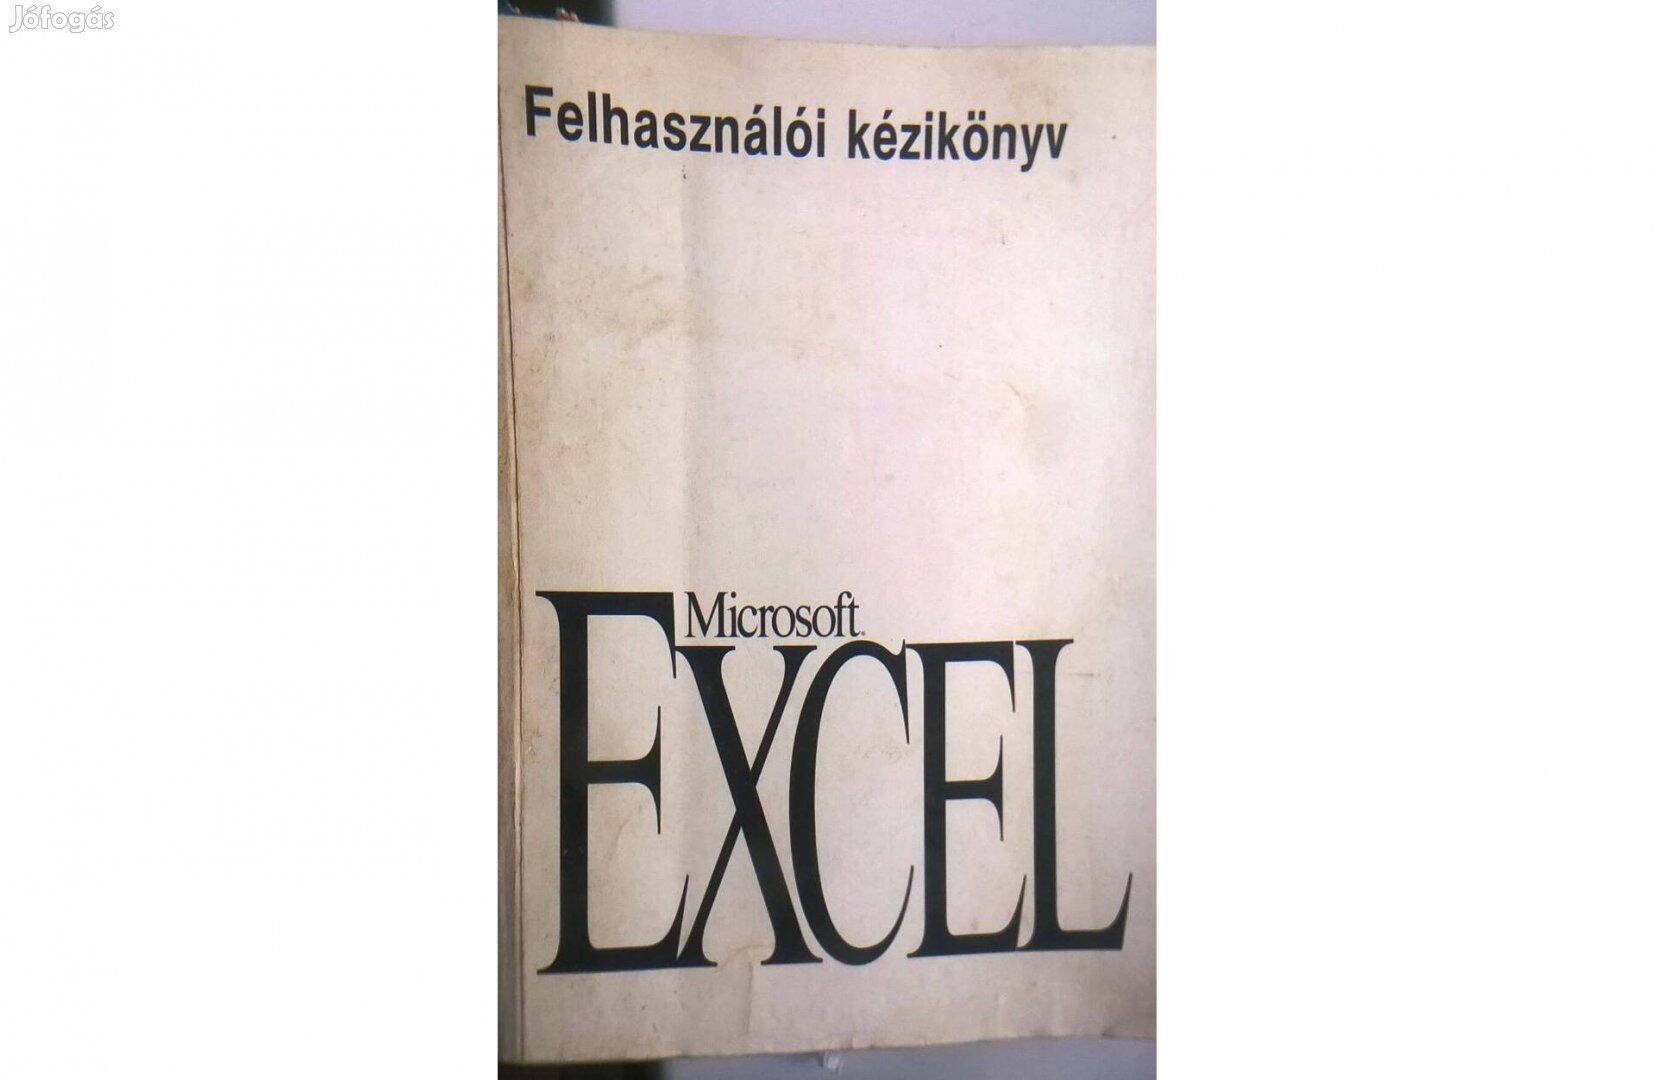 Jófogás
Felhasználói kézikönyv
Microsoft®
EXCEL